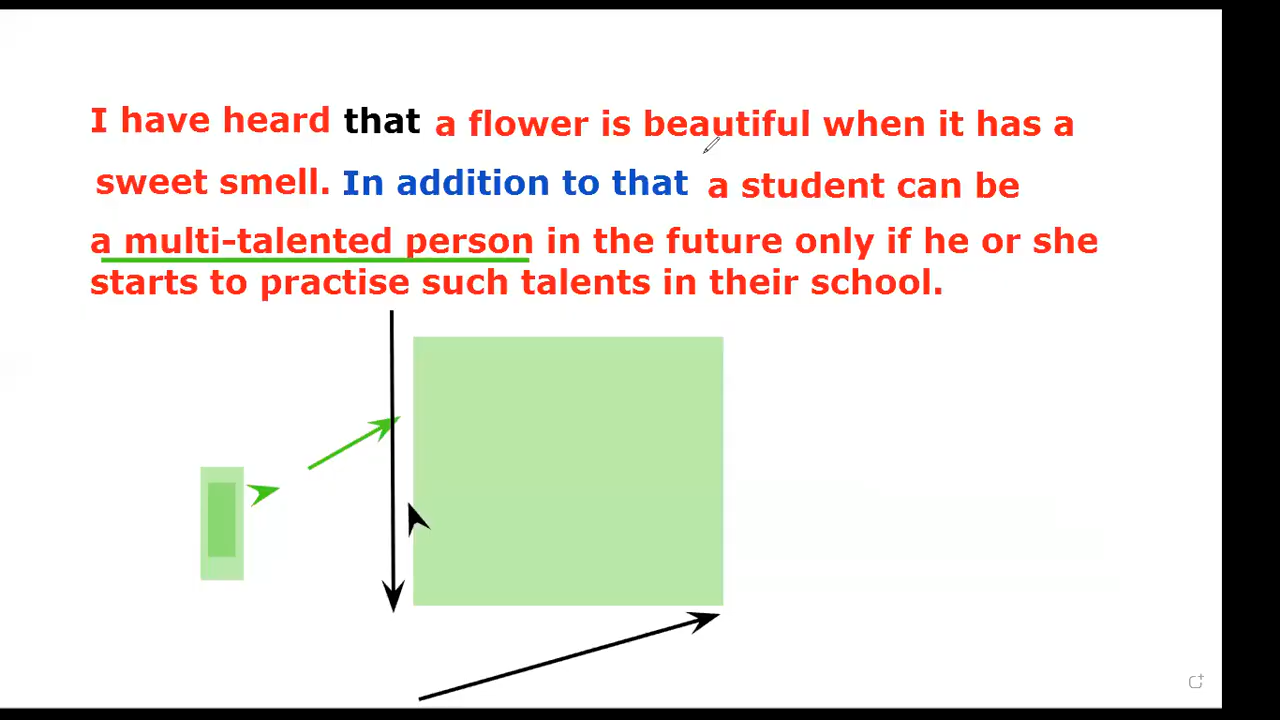 I have heard that a flower is beautiful when it has a
sweet smell. In addition to that a student can be
a multi-talented person in the future only if he or she
starts to practise such talents in their school.